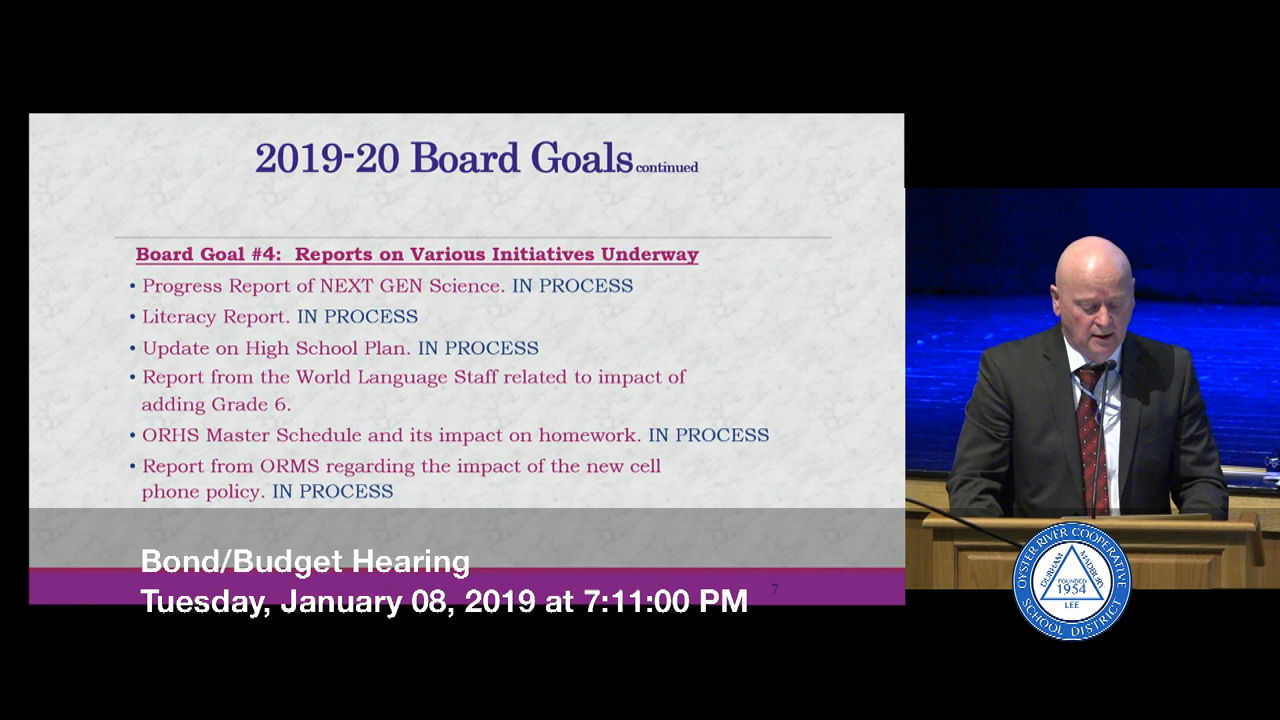 2019-20 Board Goals continued
Board Goal #4:  Reports on Various Initiatives Underway
• Progress Report of NEXT GEN Science. IN PROCESS
• Literacy Report. IN PROCESS
• Update on High School Plan. IN PROCESS
• Report from the World Language Staff related to impact of
adding Grade 6.
• ORHS Master Schedule and its impact on homework. IN PROCESS
• Report from ORMS regarding the impact of the new cell
phone policy. IN PROCESS
7
Bond/Budget Hearing
Tuesday, January 08, 2019 at 7:11:00 PM
OYSTER RIVER COOPERATIVE
SCHOOL DISTRICT
DURHAM
MADBURY
FOUNDED
1954
LEE